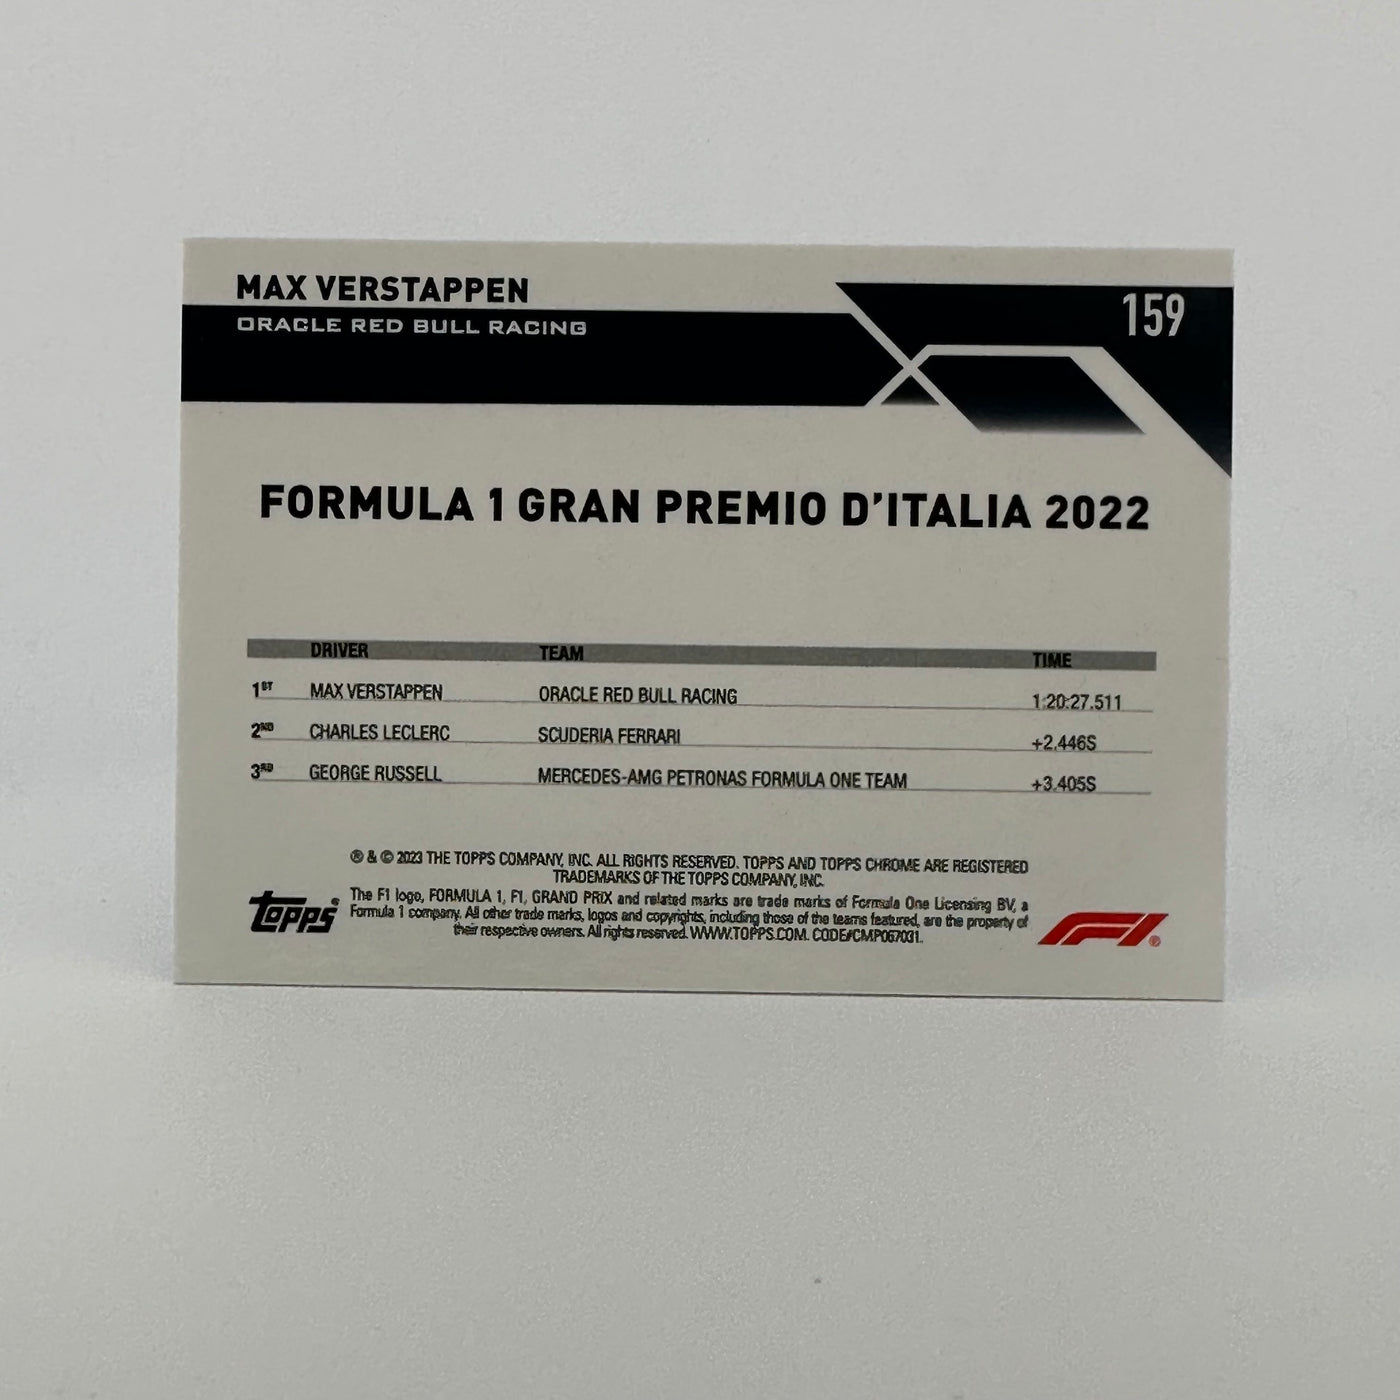 MAX VERSTAPPEN
ORACLE RED BULL RACING
159
FORMULA 1 GRAN PREMIO D'ITALIA 2022
DRIVER TEAM TIME
1ST MAX VERSTAPPEN ORACLE RED BULL RACING 1:20:27.511
2ND CHARLES LECLERC SCUDERIA FERRARI +2.446S
3RD GEORGE RUSSELL MERCEDES-AMG PETRONAS FORMULA ONE TEAM +3.405S
® & © 2023 THE TOPPS COMPANY, INC. ALL RIGHTS RESERVED. TOPPS AND TOPPS CHROME ARE REGISTERED
TRADEMARKS OF THE TOPPS COMPANY, INC.
The F1 logo, FORMULA 1, F1, GRAND PRIX and related marks are trade marks of Formula One Licensing BV, a
Formula 1 company. All other trade marks, logos and copyrights, including those of the teams featured, are the property of
their respective owners. All rights reserved. WWW.TOPPS.COM. CODE#CMP067031.
Topps®
F1®